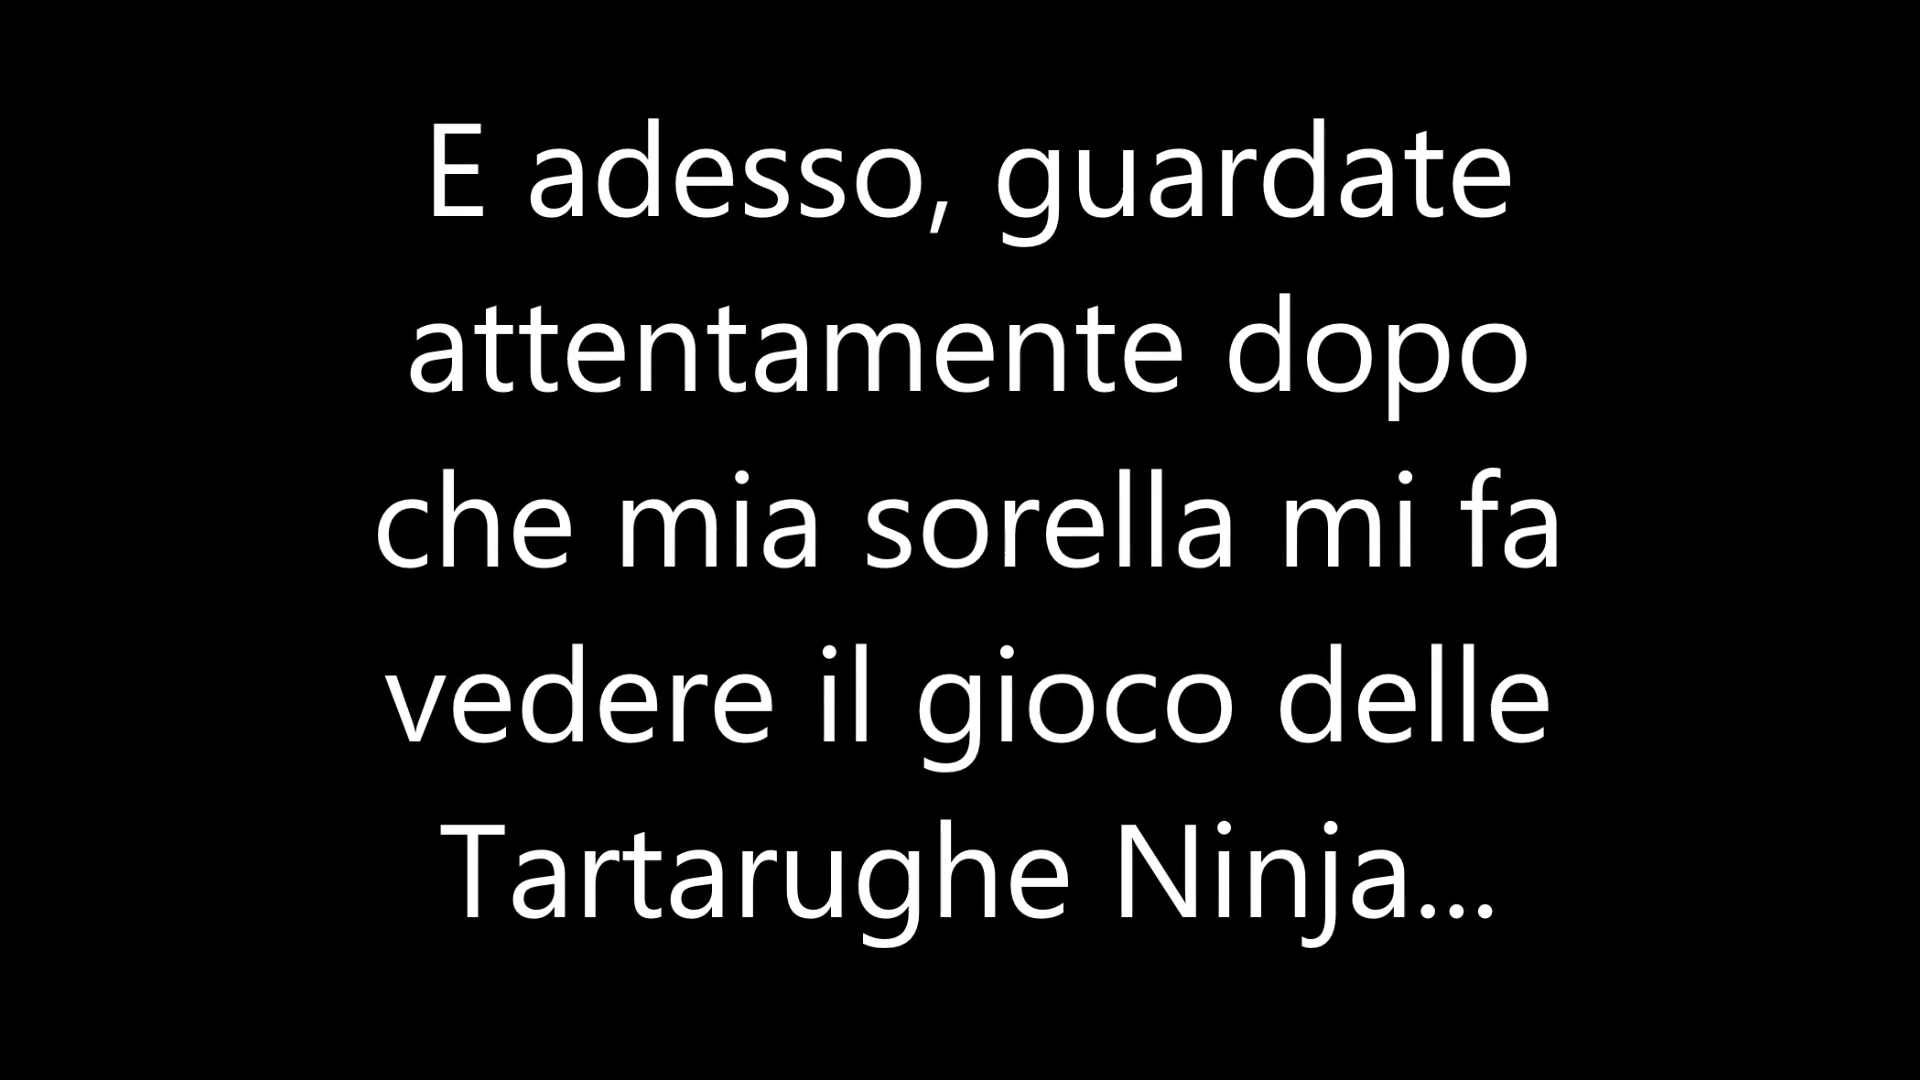 E adesso, guardate
attentamente dopo
che mia sorella mi fa
vedere il gioco delle
Tartarughe Ninja...